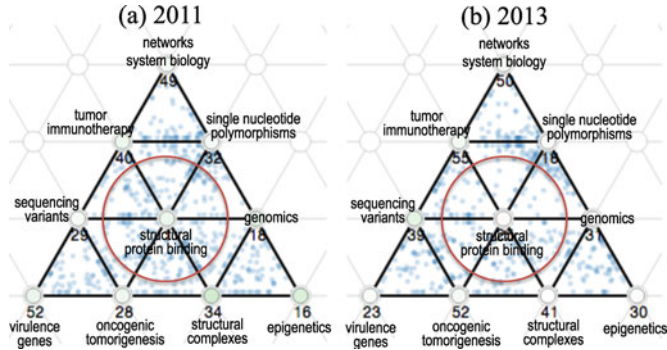 (a) 2011
networks
system biology
49
tumor
immunotherapy
single nucleotide
polymorphisms
40
32
sequencing
variants
genomics
29
18
structural
protein binding
52
28
34
16
virulence
genes
oncogenic
tomorigenesis
structural
complexes
epigenetics
(b) 2013
networks
system biology
50
tumor
immunotherapy
single nucleotide
polymorphisms
55
18
sequencing
variants
genomics
39
31
structural
protein binding
23
52
41
30
virulence
genes
oncogenic
tomorigenesis
structural
complexes
epigenetics